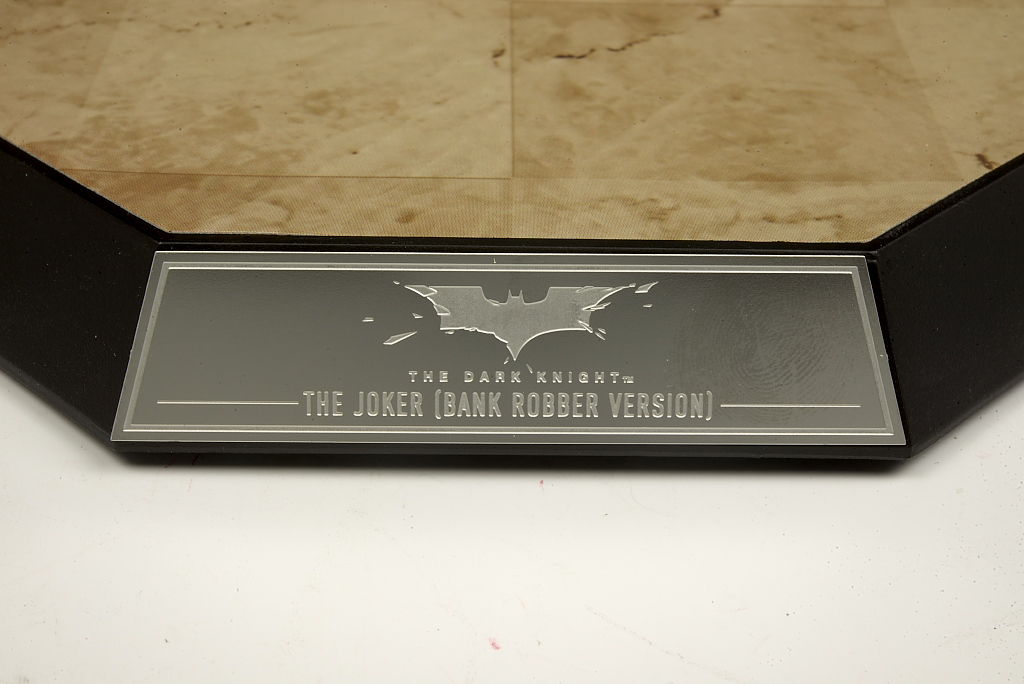 THE DARK KNIGHT™
THE JOKER (BANK ROBBER VERSION)